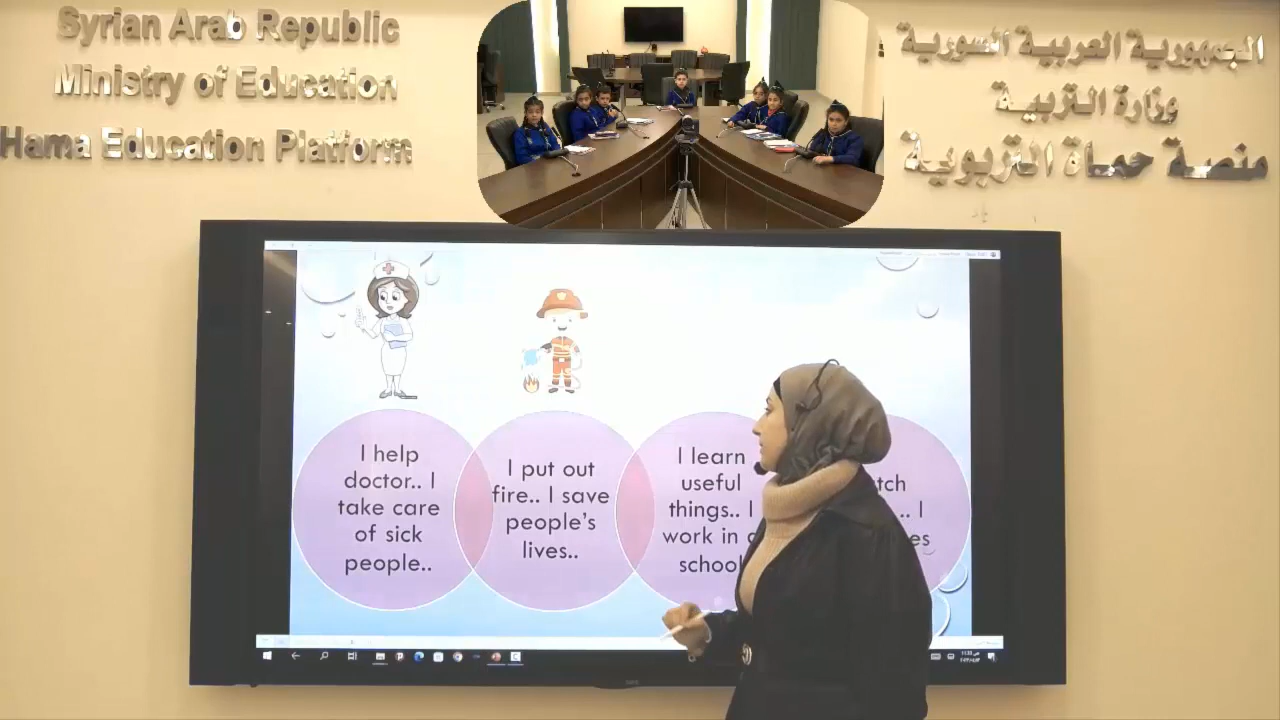 Syrian Arab Republic
Ministry of Education
Hama Education Platform
الجمهورية العربية السورية
وزارة التربية
منصة حماة التربوية
I help
doctor.. I
take care
of sick
people..
I put out
fire.. I save
people's
lives..
I learn
useful
things.. I
work in
school